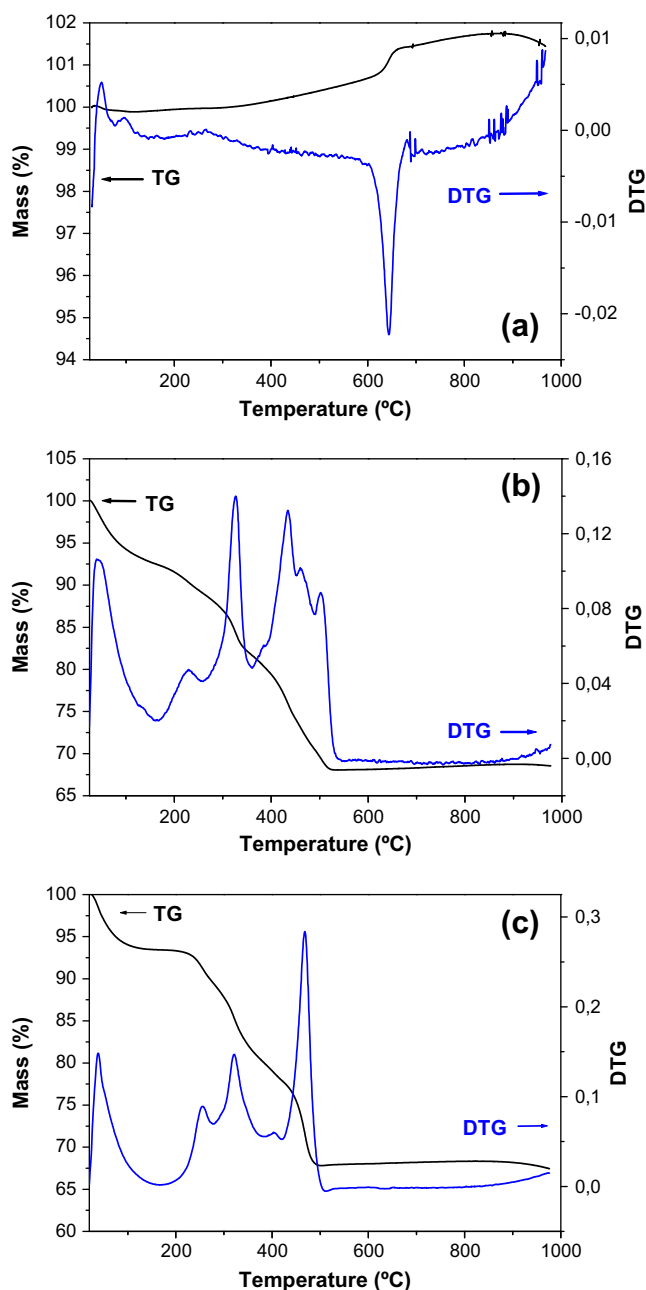 102
101
100
99
98
97
96
95
94
Mass (%)
TG
DTG
0,01
0,00
-0,01
-0,02
DTG
(a)
200 400 600 800 1000
Temperature (ºC)
105
100
95
90
85
80
75
70
65
Mass (%)
TG
(b)
DTG
0,16
0,12
0,08
0,04
0,00
DTG
200 400 600 800 1000
Temperature (ºC)
100
95
90
85
80
75
70
65
60
Mass (%)
TG
(c)
DTG
0,3
0,2
0,1
0,0
DTG
200 400 600 800 1000
Temperature (ºC)